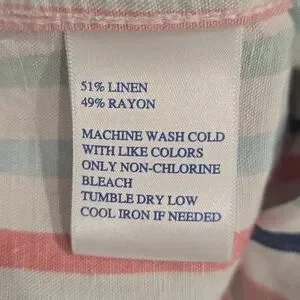 51% LINEN
49% RAYON
MACHINE WASH COLD
WITH LIKE COLORS
ONLY NON-CHLORINE
BLEACH
TUMBLE DRY LOW
COOL IRON IF NEEDED